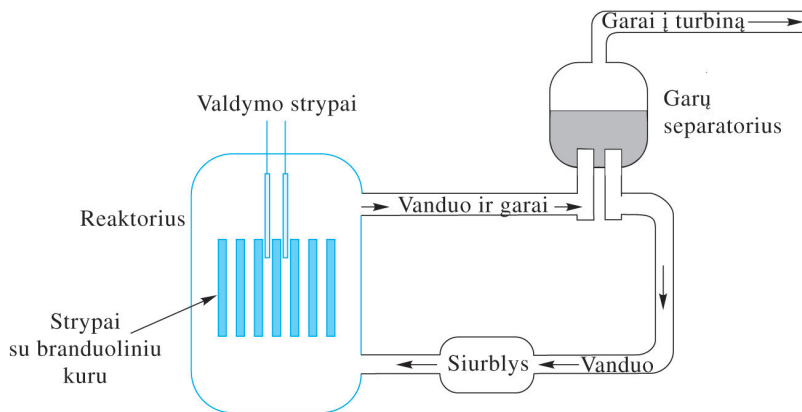 Garai į turbiną
Valdymo strypai
Garų
separatorius
Reaktorius
Vanduo ir garai
Strypai
su branduoliniu
kuru
Siurblys
Vanduo